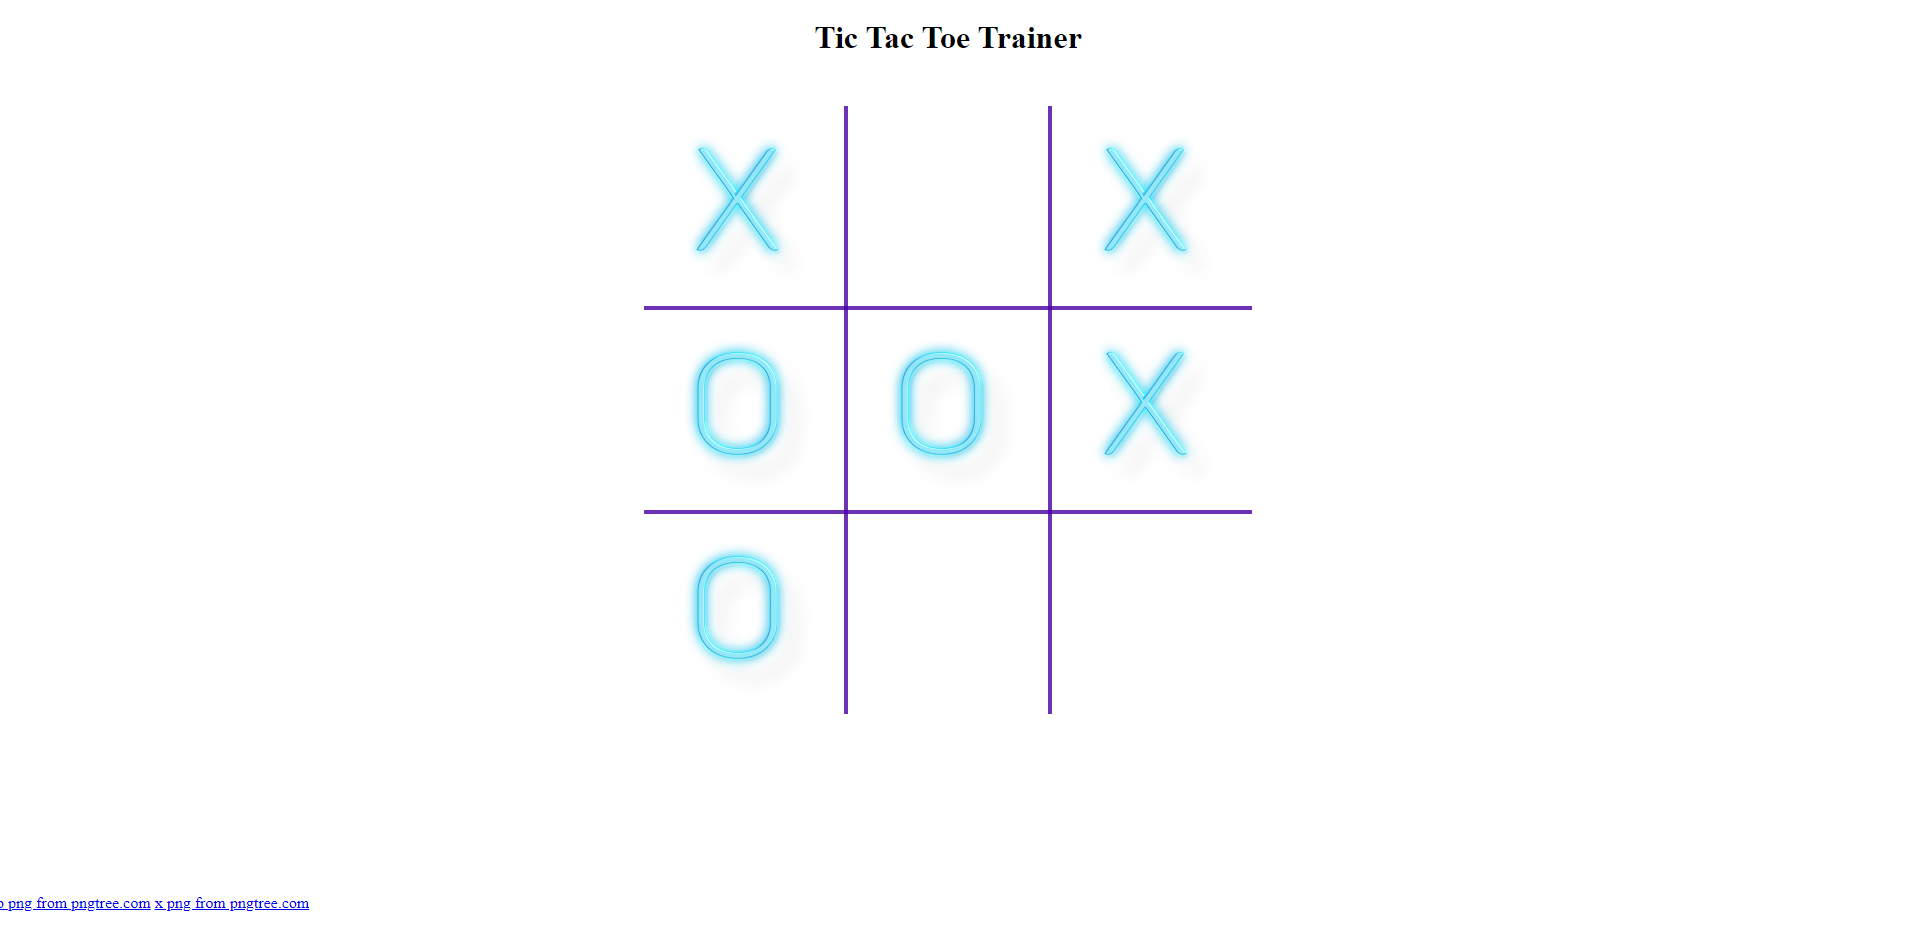 Tic Tac Toe Trainer
X X
O O X
O
o png from pngtree.com x png from pngtree.com